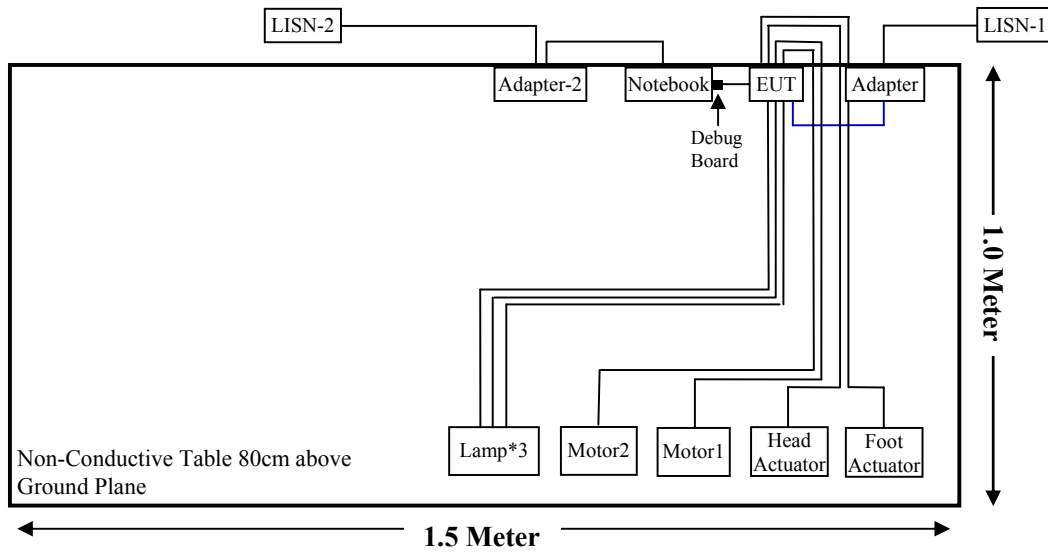 LISN-2
LISN-1
Adapter-2
Notebook
EUT
Adapter
Debug
Board
1.0 Meter
Lamp*3
Motor2
Motor1
Head
Actuator
Foot
Actuator
Non-Conductive Table 80cm above
Ground Plane
1.5 Meter